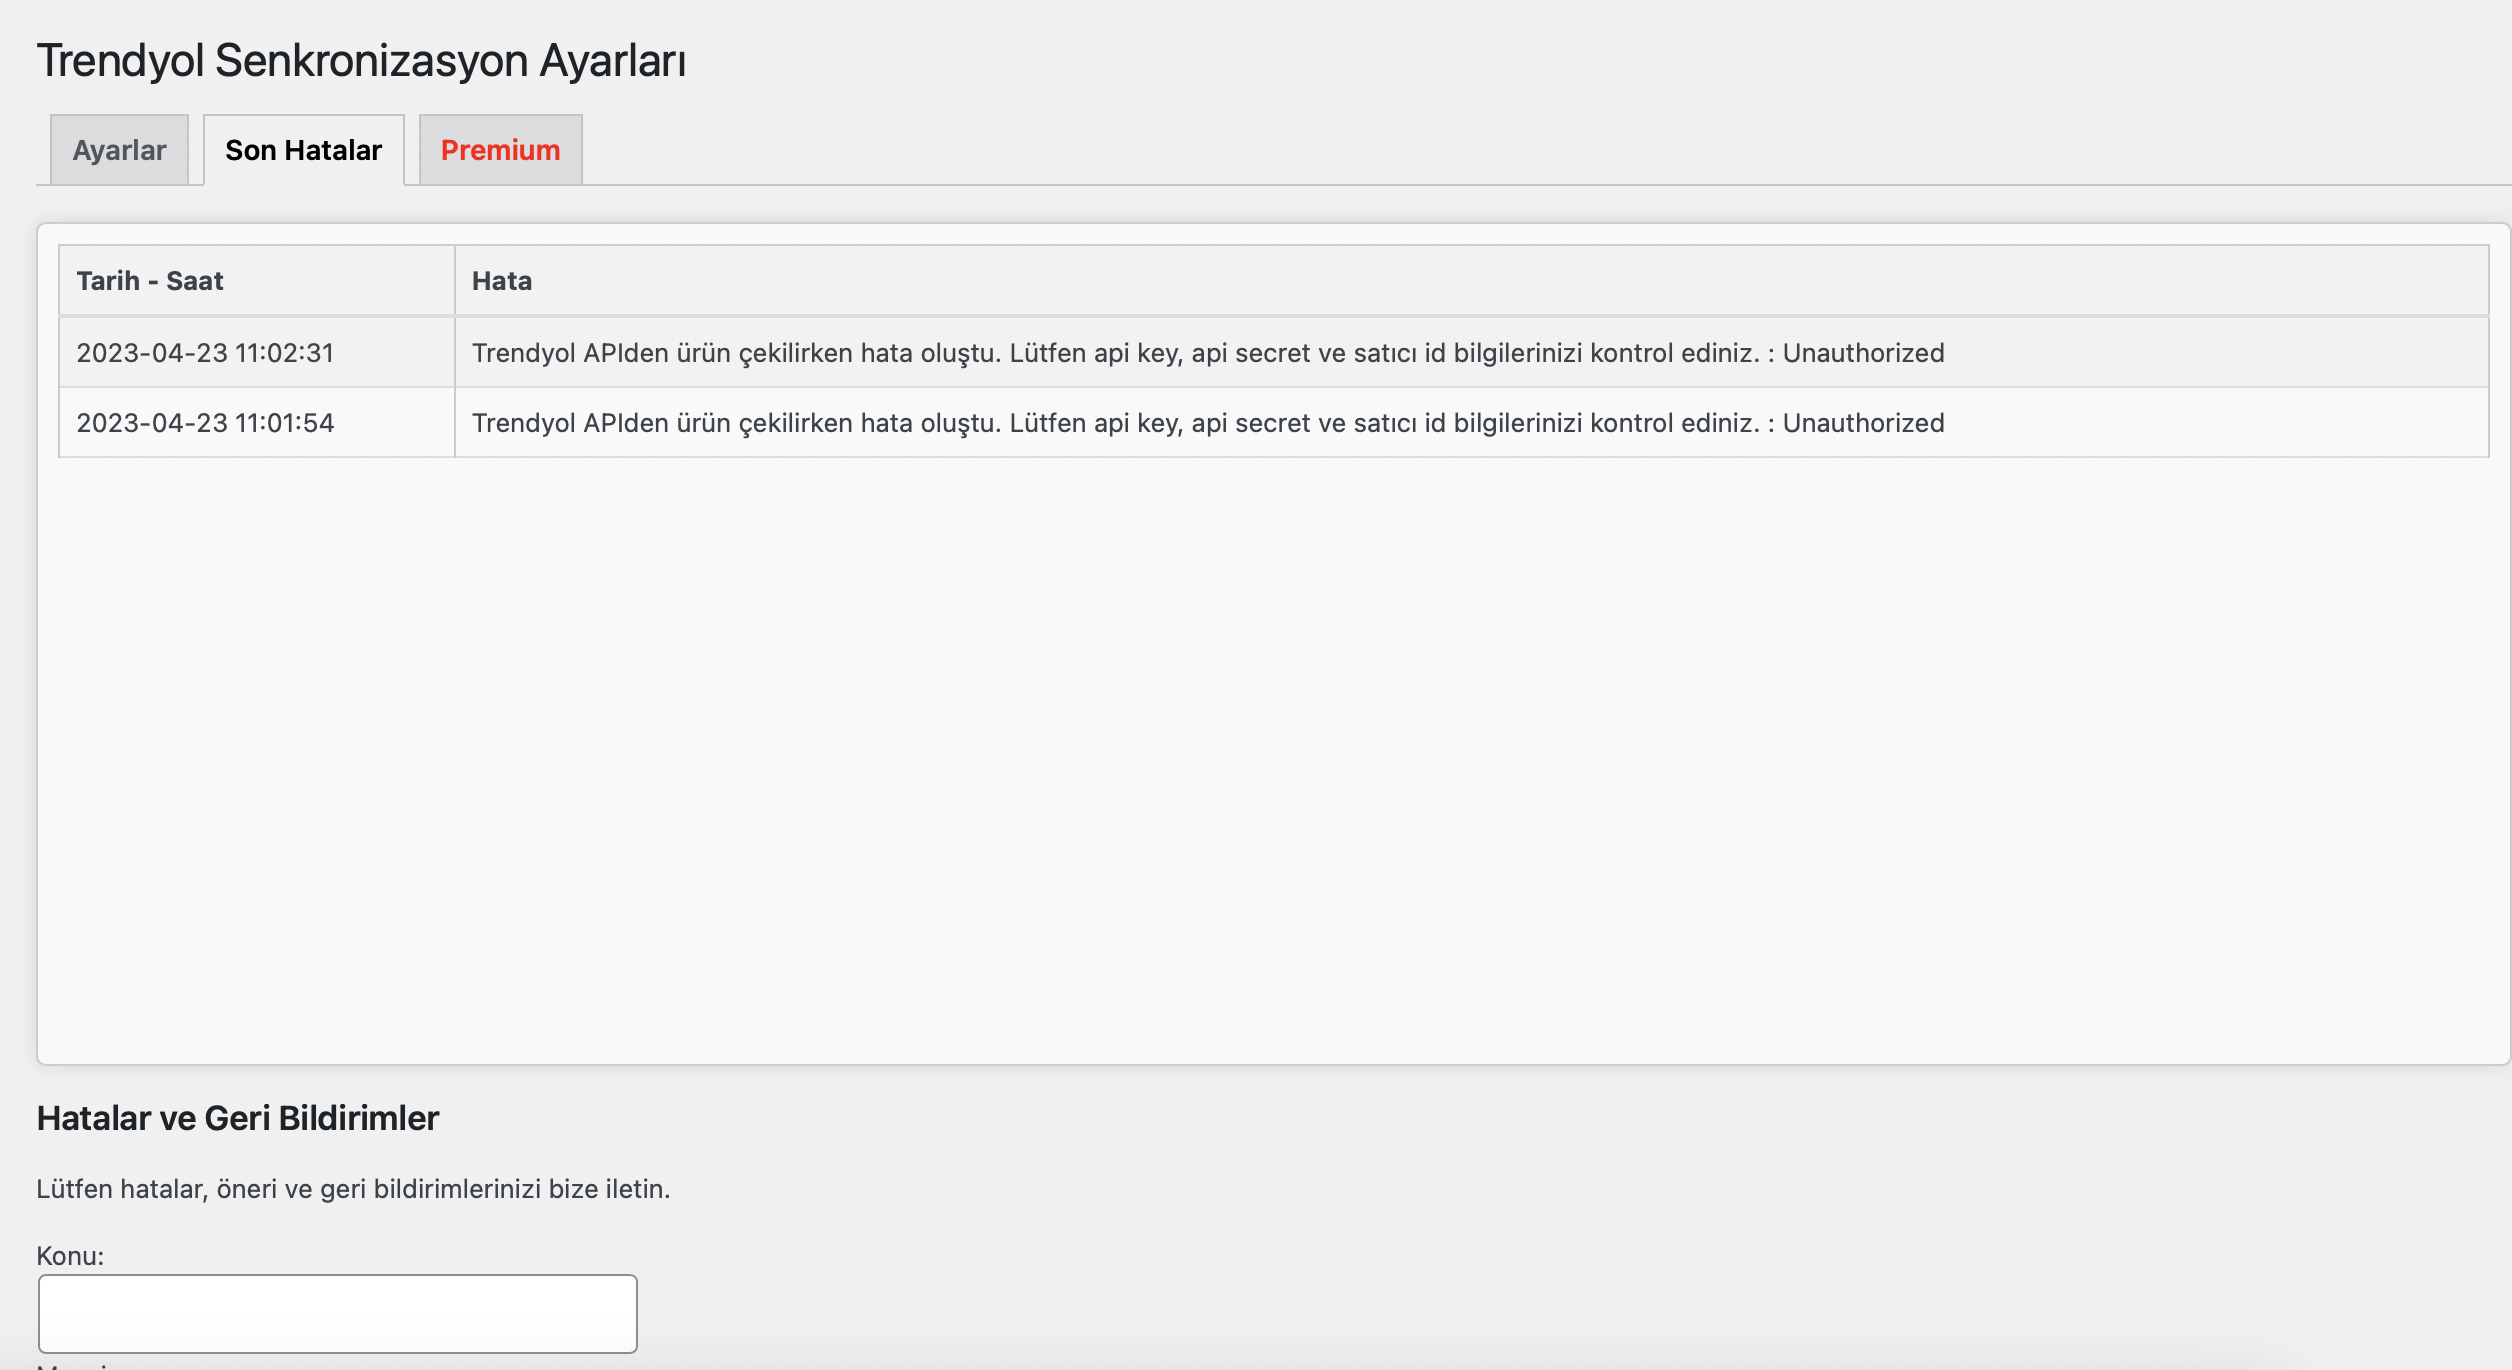 Trendyol Senkronizasyon Ayarları
Ayarlar Son Hatalar Premium
Tarih - Saat Hata
2023-04-23 11:02:31 Trendyol APIden ürün çekilirken hata oluştu. Lütfen api key, api secret ve satıcı id bilgilerinizi kontrol ediniz. : Unauthorized
2023-04-23 11:01:54 Trendyol APIden ürün çekilirken hata oluştu. Lütfen api key, api secret ve satıcı id bilgilerinizi kontrol ediniz. : Unauthorized
Hatalar ve Geri Bildirimler
Lütfen hatalar, öneri ve geri bildirimlerinizi bize iletin.
Konu: